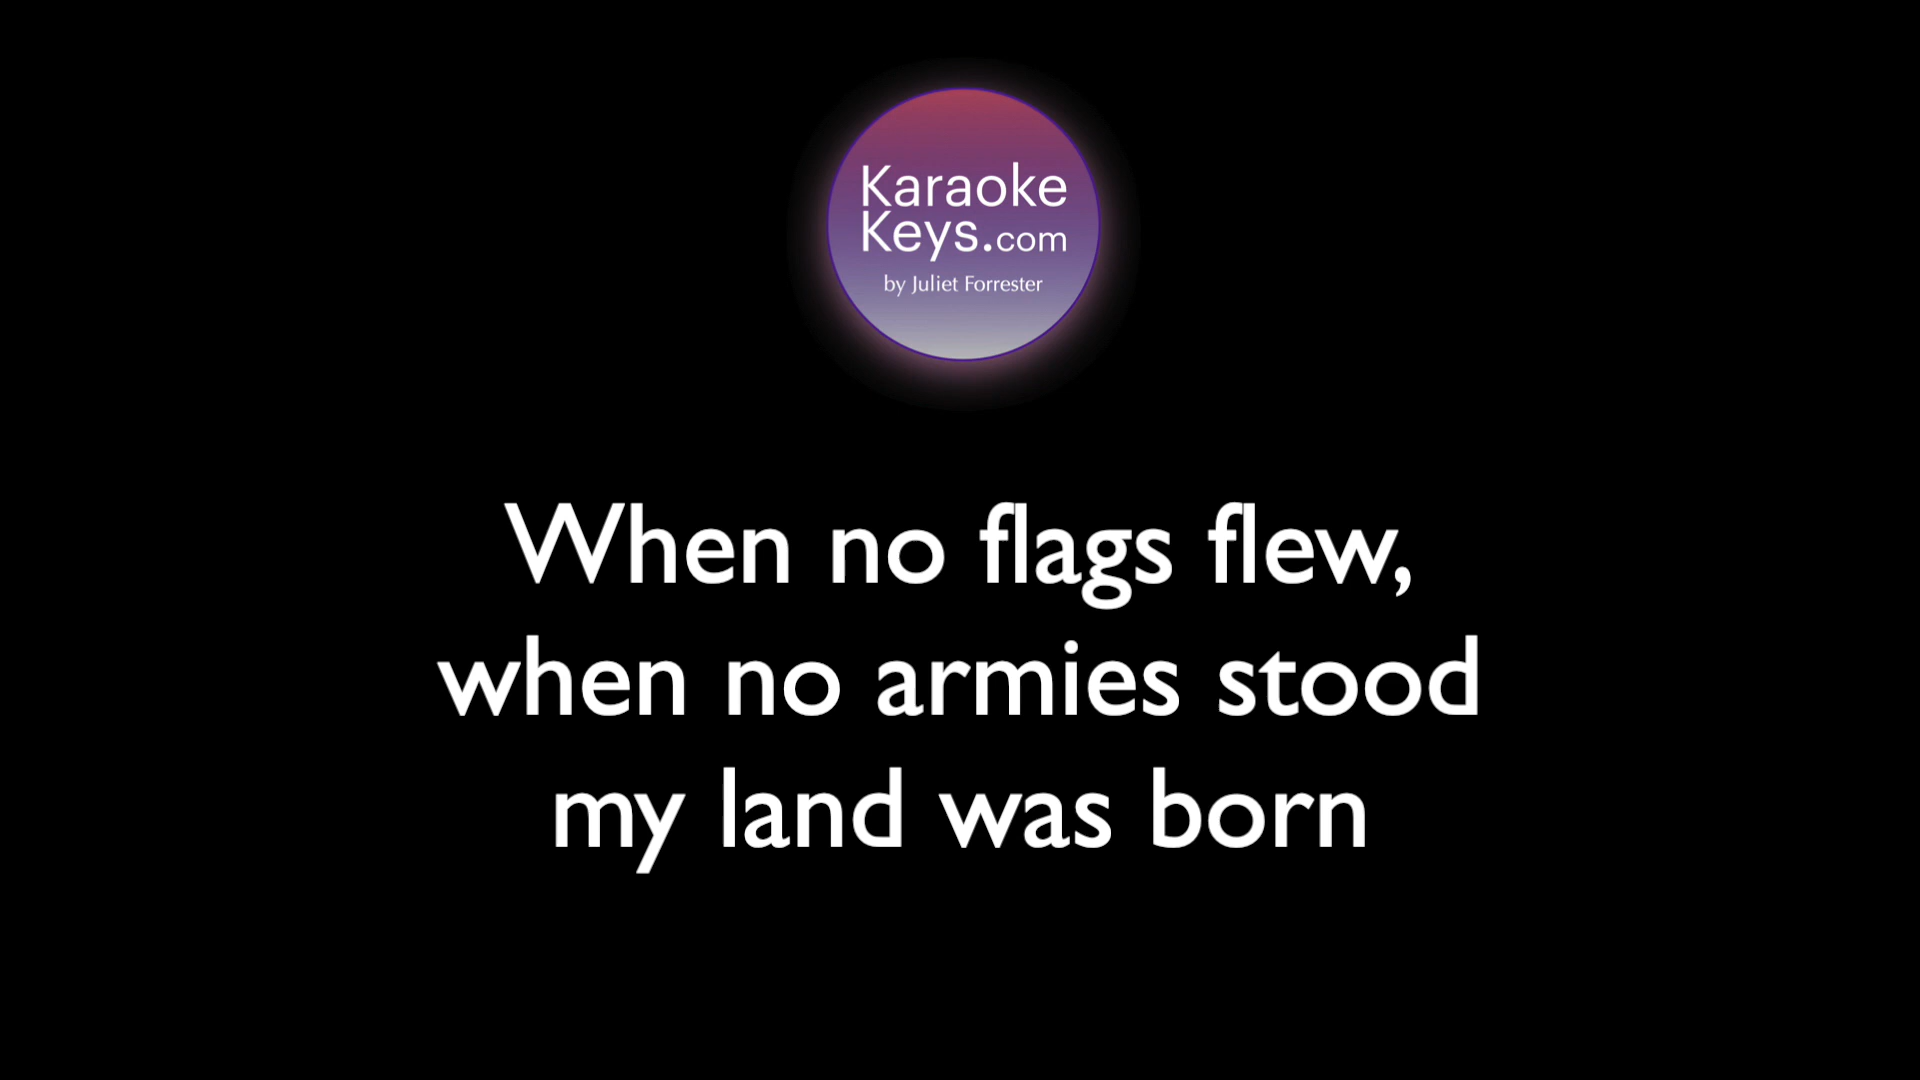 Karaoke
Keys.com
by Juliet Forrester
When no flags flew,
when no armies stood
my land was born